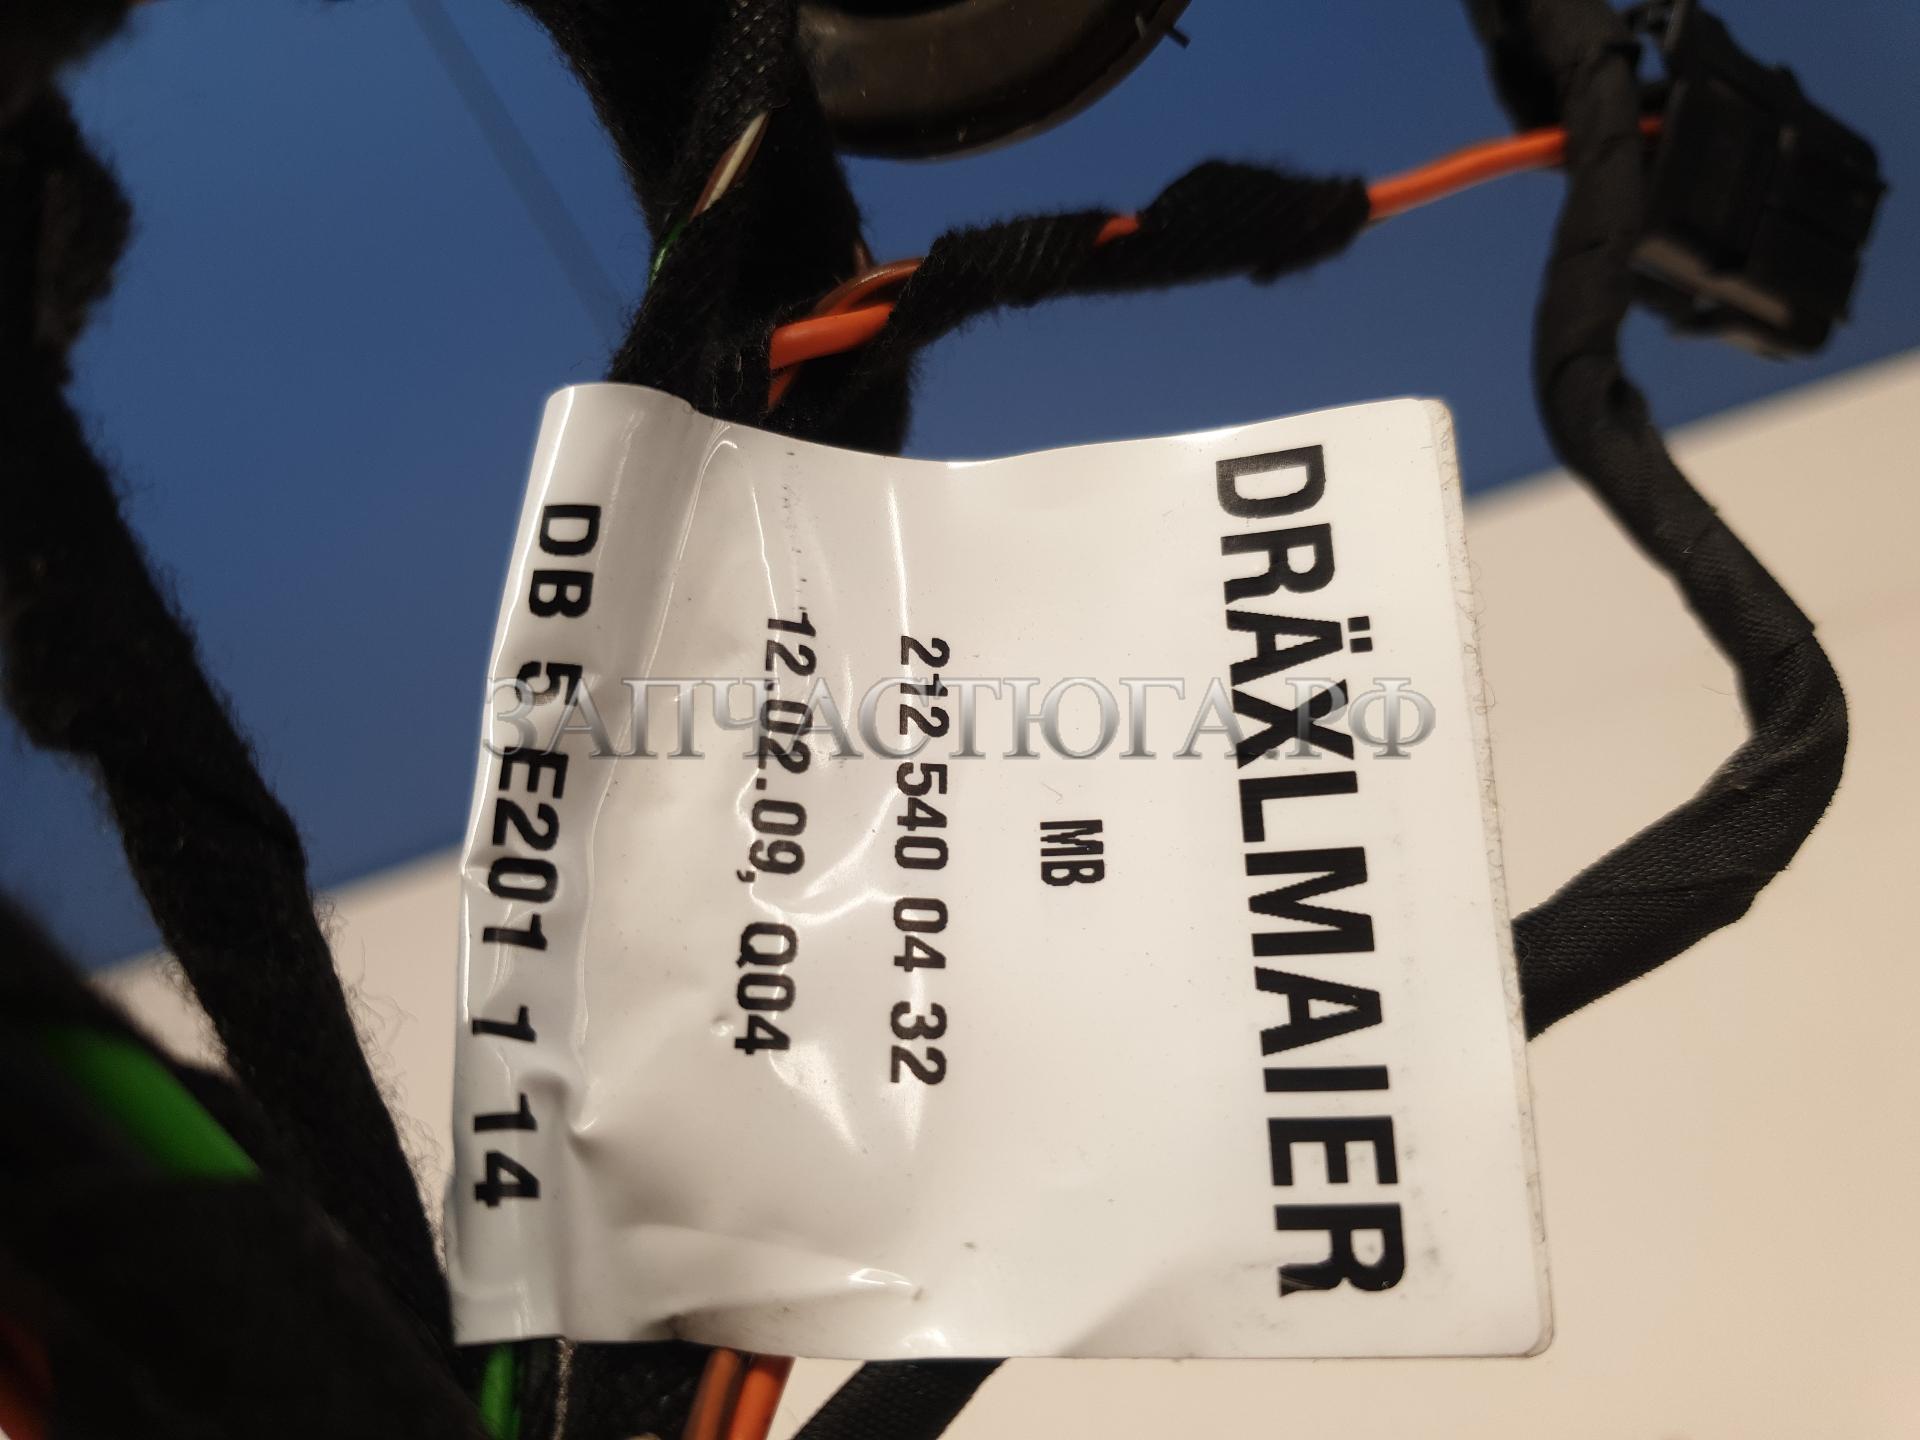 DRÄXLMAIER
MB
212 540 04 32
12.02.09, Q04
DB 5 E201 1 14
ЗАПЧАСТЮГА.РФ